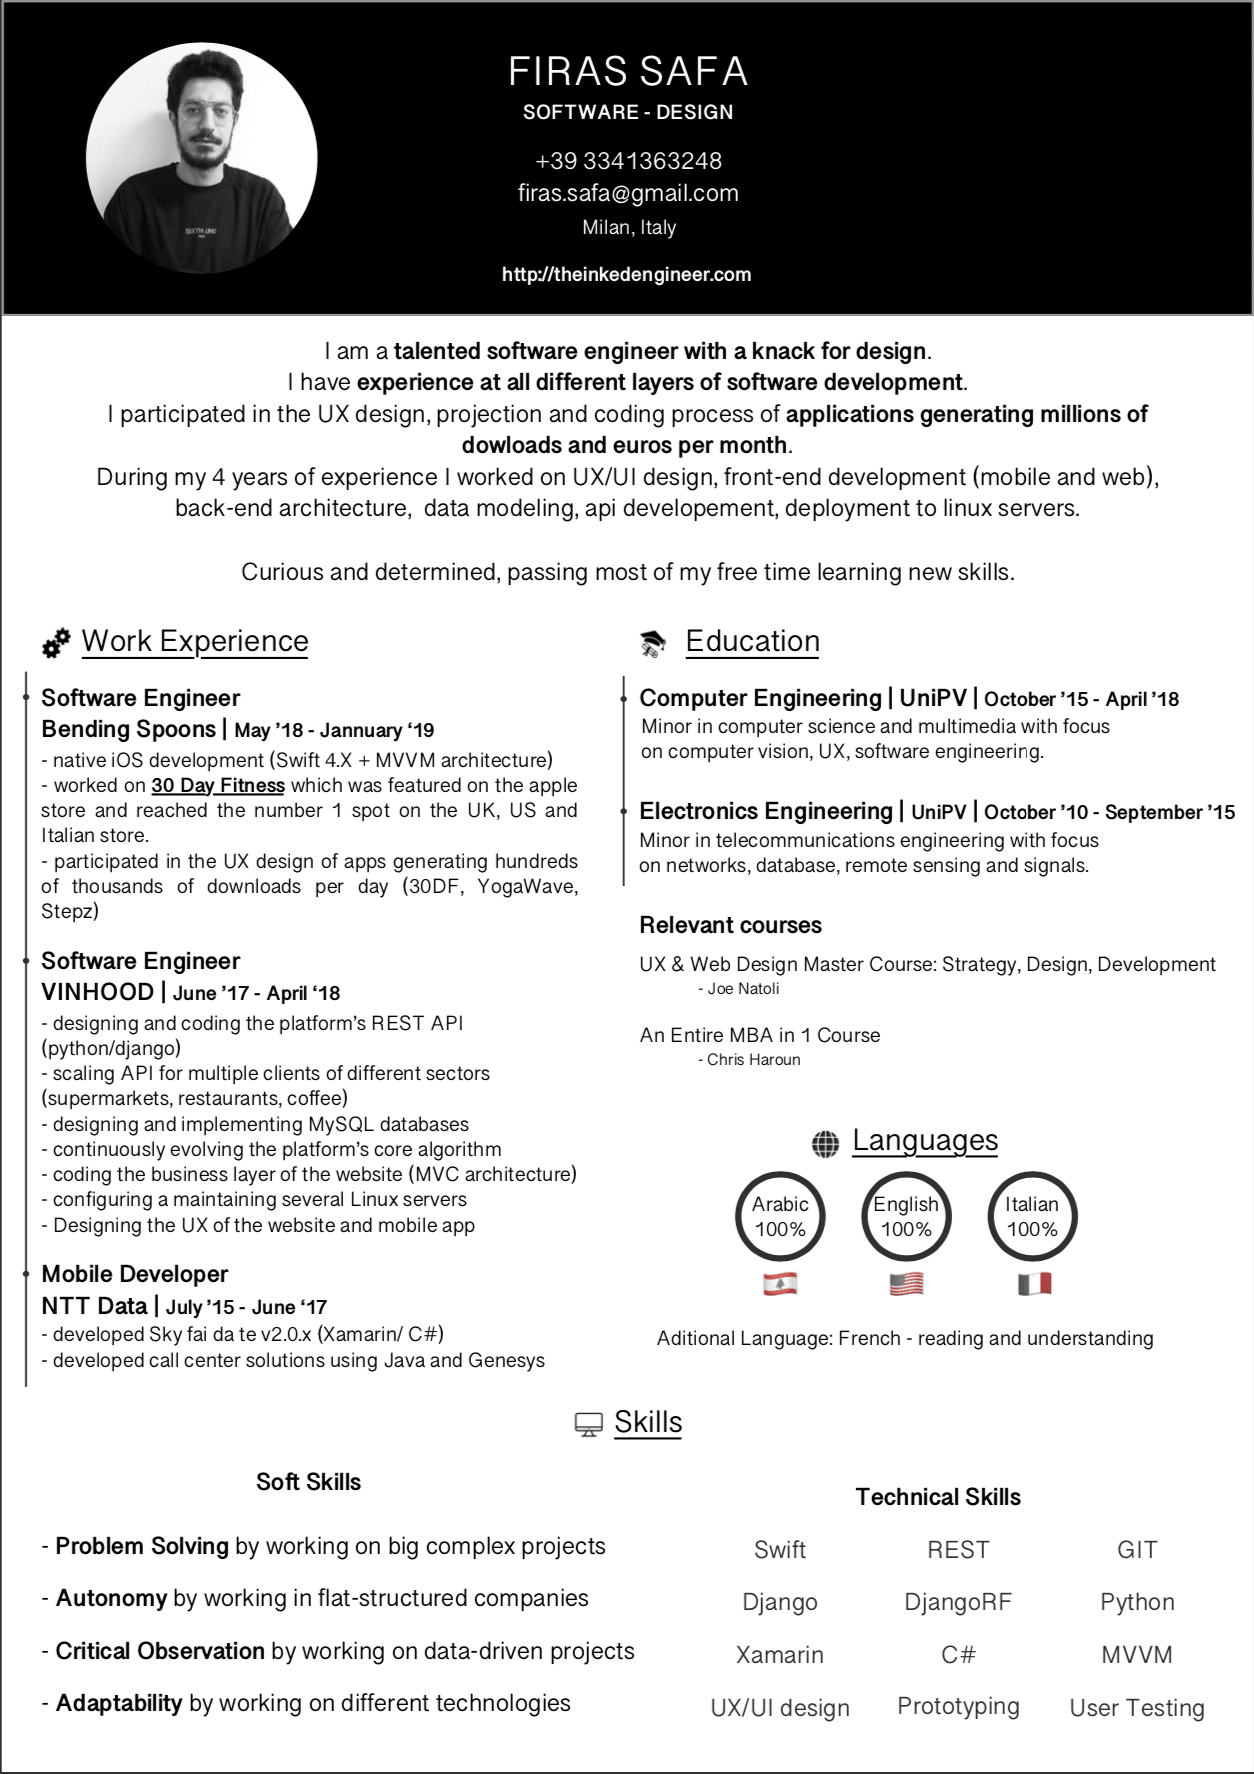 FIRAS SAFA
SOFTWARE - DESIGN
+39 3341363248
firas.safa@gmail.com
Milan, Italy
http://theinkedengineer.com
I am a talented software engineer with a knack for design.
I have experience at all different layers of software development.
I participated in the UX design, projection and coding process of applications generating millions of
dowloads and euros per month.
During my 4 years of experience I worked on UX/UI design, front-end development (mobile and web),
back-end architecture, data modeling, api developement, deployment to linux servers.
Curious and determined, passing most of my free time learning new skills.
Work Experience
Software Engineer
Bending Spoons | May ’18 - Jannuary ‘19
- native iOS development (Swift 4.X + MVVM architecture)
- worked on 30 Day Fitness which was featured on the apple
store and reached the number 1 spot on the UK, US and
Italian store.
- participated in the UX design of apps generating hundreds
of thousands of downloads per day (30DF, YogaWave,
Stepz)
Software Engineer
VINHOOD | June ’17 - April ‘18
- designing and coding the platform’s REST API
(python/django)
- scaling API for multiple clients of different sectors
(supermarkets, restaurants, coffee)
- designing and implementing MySQL databases
- continuously evolving the platform’s core algorithm
- coding the business layer of the website (MVC architecture)
- configuring a maintaining several Linux servers
- Designing the UX of the website and mobile app
Mobile Developer
NTT Data | July ’15 - June ‘17
- developed Sky fai da te v2.0.x (Xamarin/ C#)
- developed call center solutions using Java and Genesys
Education
Computer Engineering | UniPV | October ’15 - April ’18
Minor in computer science and multimedia with focus
on computer vision, UX, software engineering.
Electronics Engineering | UniPV | October ’10 - September ’15
Minor in telecommunications engineering with focus
on networks, database, remote sensing and signals.
Relevant courses
UX & Web Design Master Course: Strategy, Design, Development
- Joe Natoli
An Entire MBA in 1 Course
- Chris Haroun
Languages
Arabic
100%
English
100%
Italian
100%
Aditional Language: French - reading and understanding
Skills
Soft Skills
- Problem Solving by working on big complex projects
- Autonomy by working in flat-structured companies
- Critical Observation by working on data-driven projects
- Adaptability by working on different technologies
Technical Skills
Swift REST GIT
Django DjangoRF Python
Xamarin C# MVVM
UX/UI design Prototyping User Testing